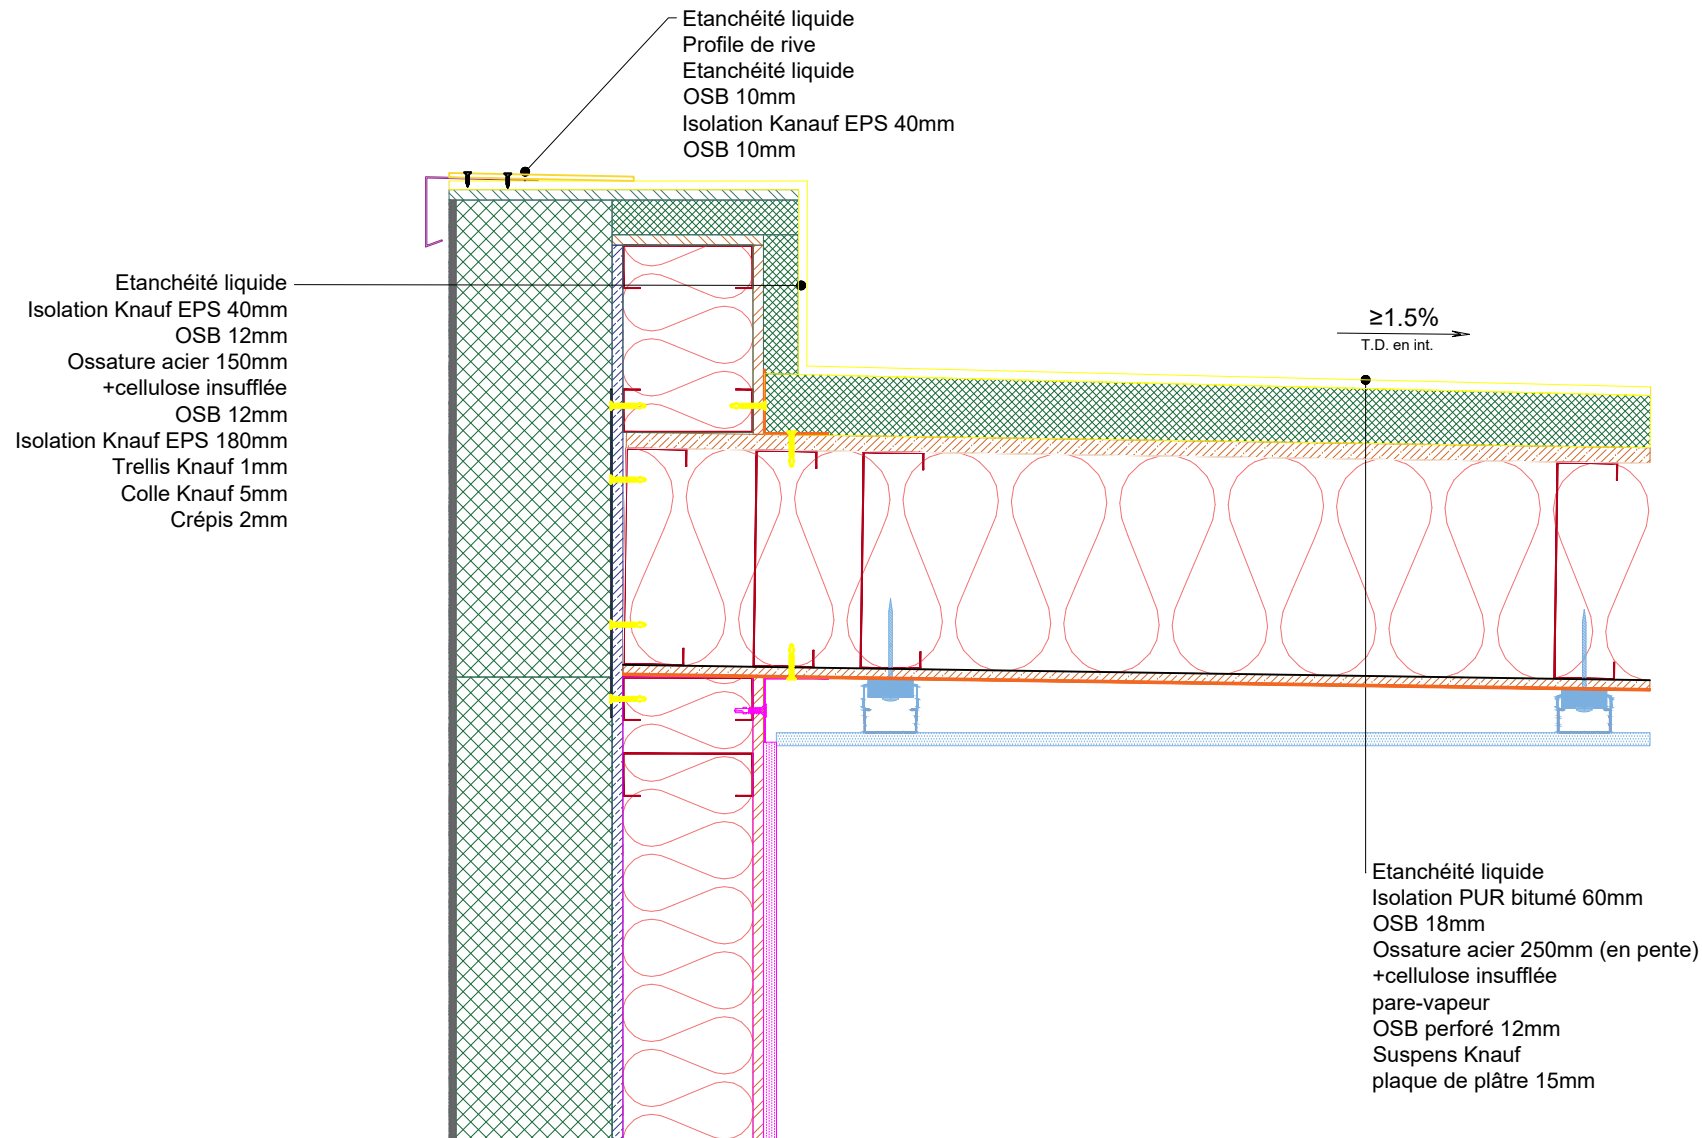 Etanchéité liquide
Profile de rive
Etanchéité liquide
OSB 10mm
Isolation Kanauf EPS 40mm
OSB 10mm
Etanchéité liquide
Isolation Knauf EPS 40mm
OSB 12mm
Ossature acier 150mm
+cellulose insufflée
OSB 12mm
Isolation Knauf EPS 180mm
Trellis Knauf 1mm
Colle Knauf 5mm
Crépis 2mm
≥1.5%
T.D. en int.
Etanchéité liquide
Isolation PUR bitumé 60mm
OSB 18mm
Ossature acier 250mm (en pente)
+cellulose insufflée
pare-vapeur
OSB perforé 12mm
Suspens Knauf
plaque de plâtre 15mm